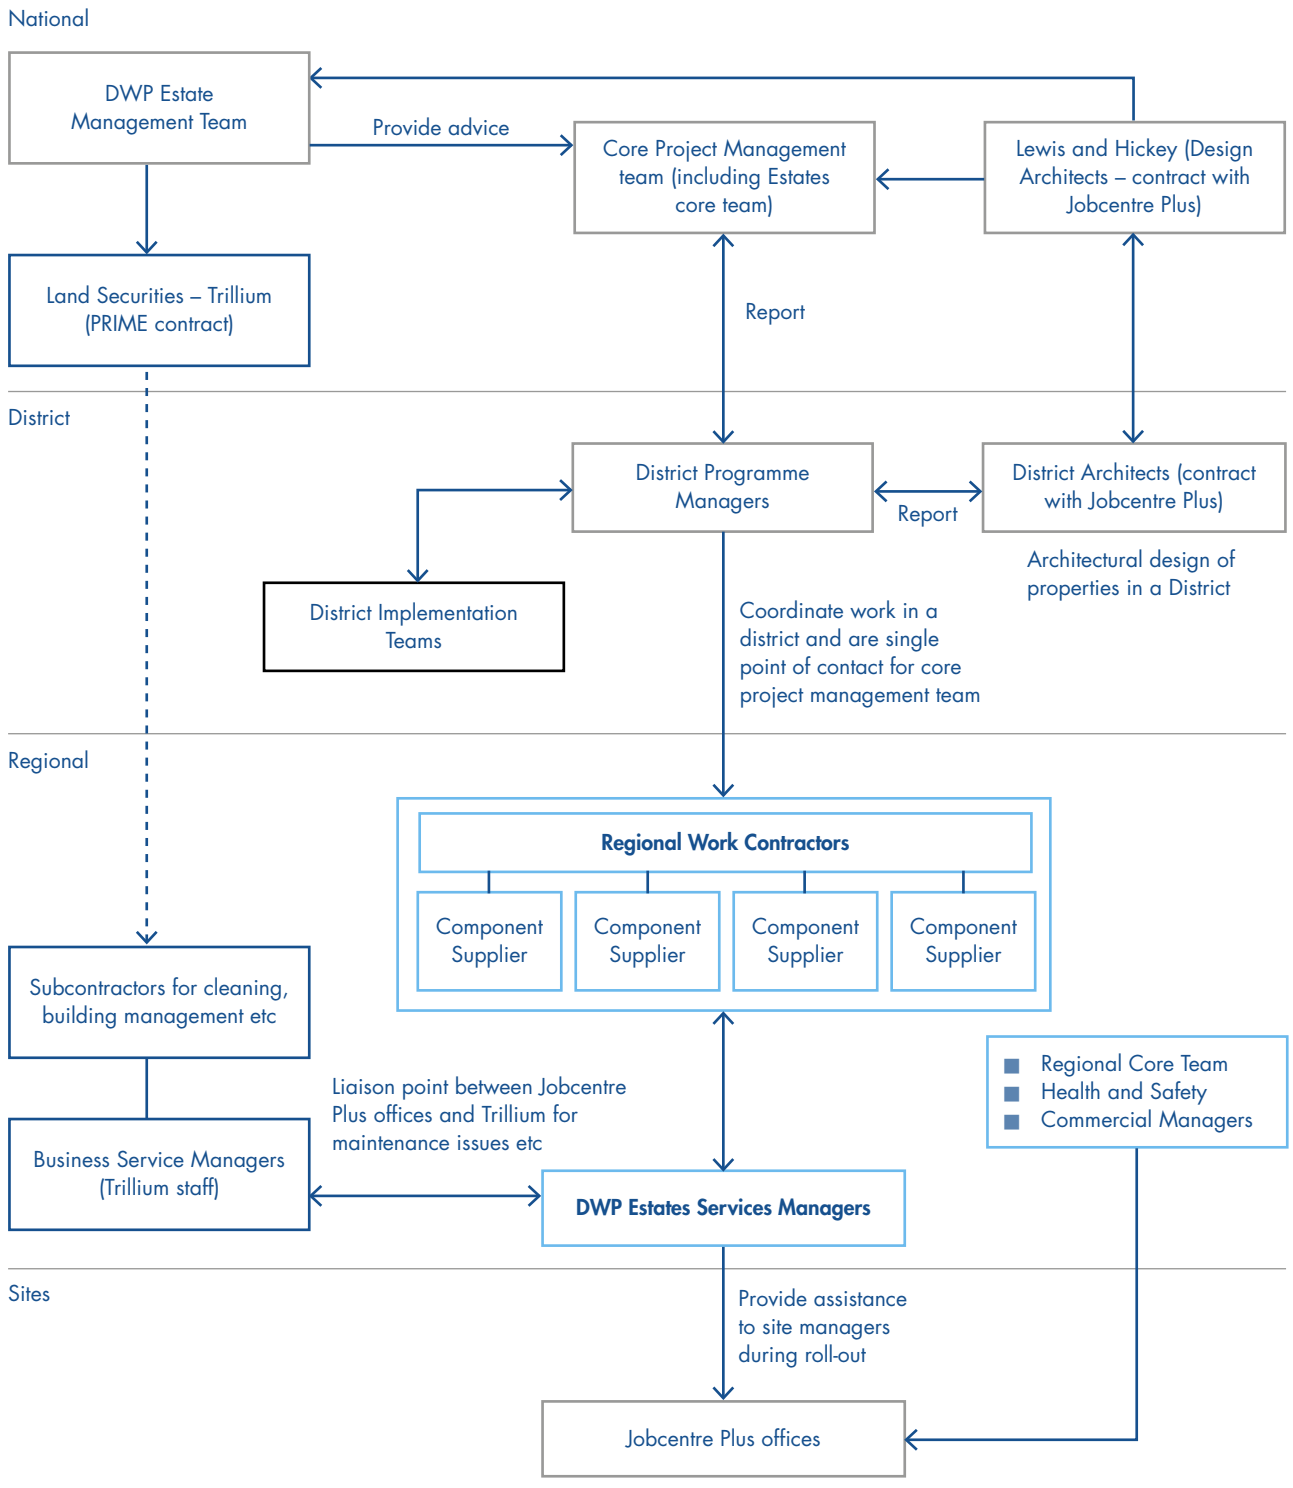 National
DWP Estate
Management Team
Provide advice
Core Project Management
team (including Estates
core team)
Lewis and Hickey (Design
Architects – contract with
Jobcentre Plus)
Land Securities – Trillium
(PRIME contract)
Report
District
District Programme
Managers
Report
District Architects (contract
with Jobcentre Plus)
Architectural design of
properties in a District
District Implementation
Teams
Coordinate work in a
district and are single
point of contact for core
project management team
Regional
Regional Work Contractors
Component
Supplier
Component
Supplier
Component
Supplier
Component
Supplier
Subcontractors for cleaning,
building management etc
Regional Core Team
Health and Safety
Commercial Managers
Liaison point between Jobcentre
Plus offices and Trillium for
maintenance issues etc
Business Service Managers
(Trillium staff)
DWP Estates Services Managers
Sites
Provide assistance
to site managers
during roll-out
Jobcentre Plus offices